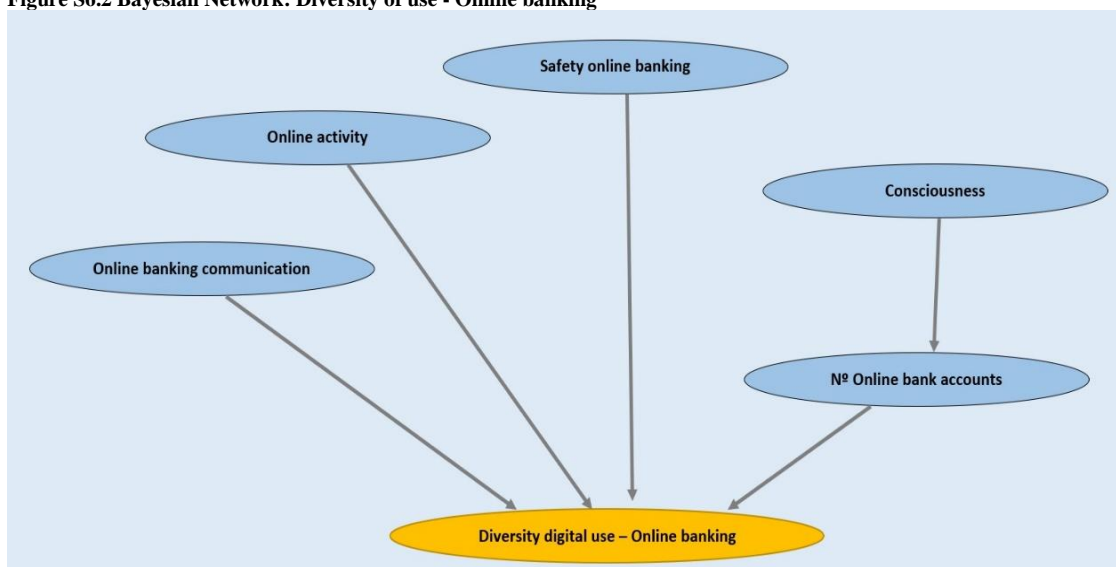 Figure S6.2 Bayesian Network: Diversity of use - Online banking
Safety online banking
Online activity
Consciousness
Online banking communication
Nº Online bank accounts
Diversity digital use – Online banking